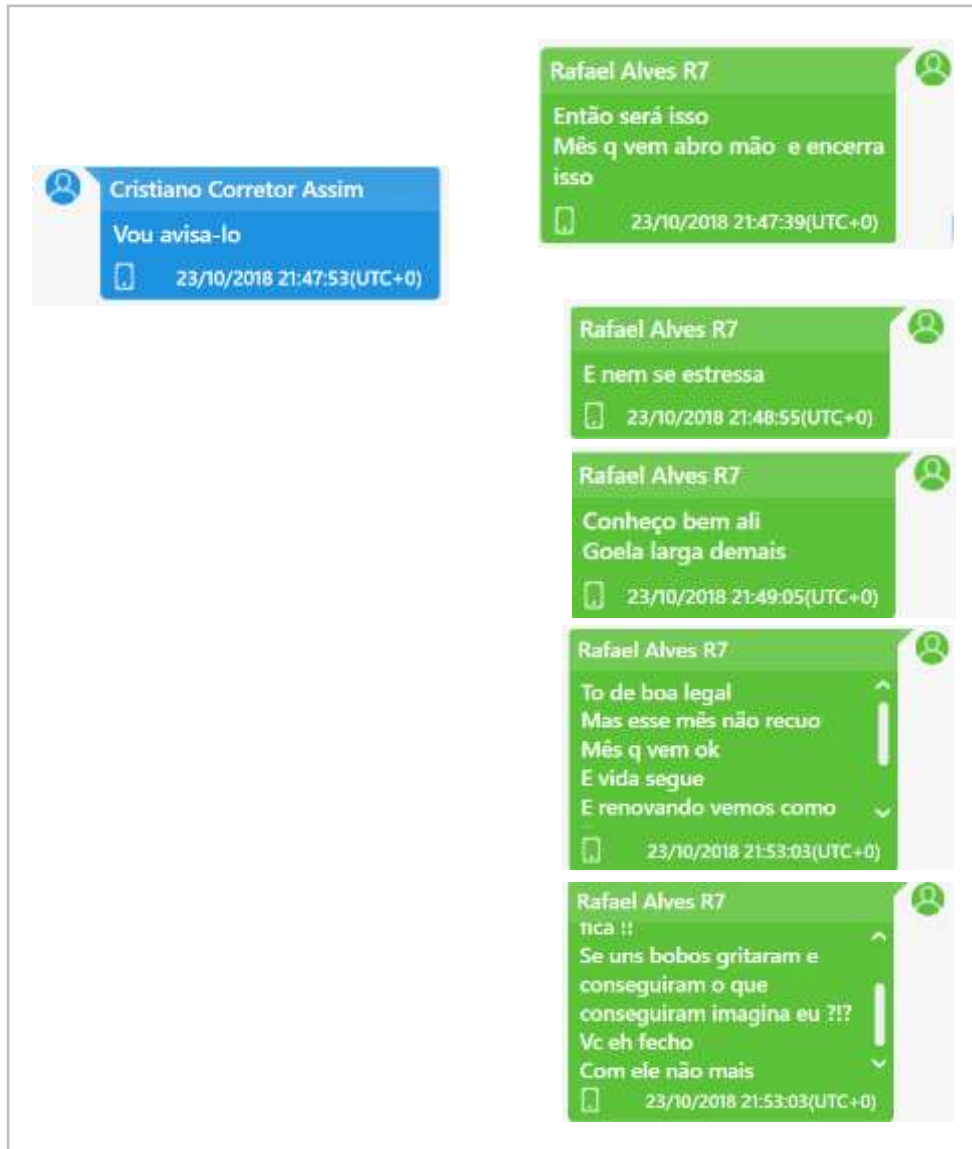 Rafael Alves R7
Então será isso
Mês q vem abro mão e encerra
isso
23/10/2018 21:47:39(UTC+0)
Cristiano Corretor Assim
Vou avisa-lo
23/10/2018 21:47:53(UTC+0)
Rafael Alves R7
E nem se estressa
23/10/2018 21:48:55(UTC+0)
Rafael Alves R7
Conheço bem ali
Goela larga demais
23/10/2018 21:49:05(UTC+0)
Rafael Alves R7
To de boa legal
Mas esse mês não recuo
Mês q vem ok
E vida segue
E renovando vemos como
23/10/2018 21:53:03(UTC+0)
Rafael Alves R7
fica !!
Se uns bobos gritaram e
conseguiram o que
conseguiram imagina eu ?!?
Vc eh fecho
Com ele não mais
23/10/2018 21:53:03(UTC+0)